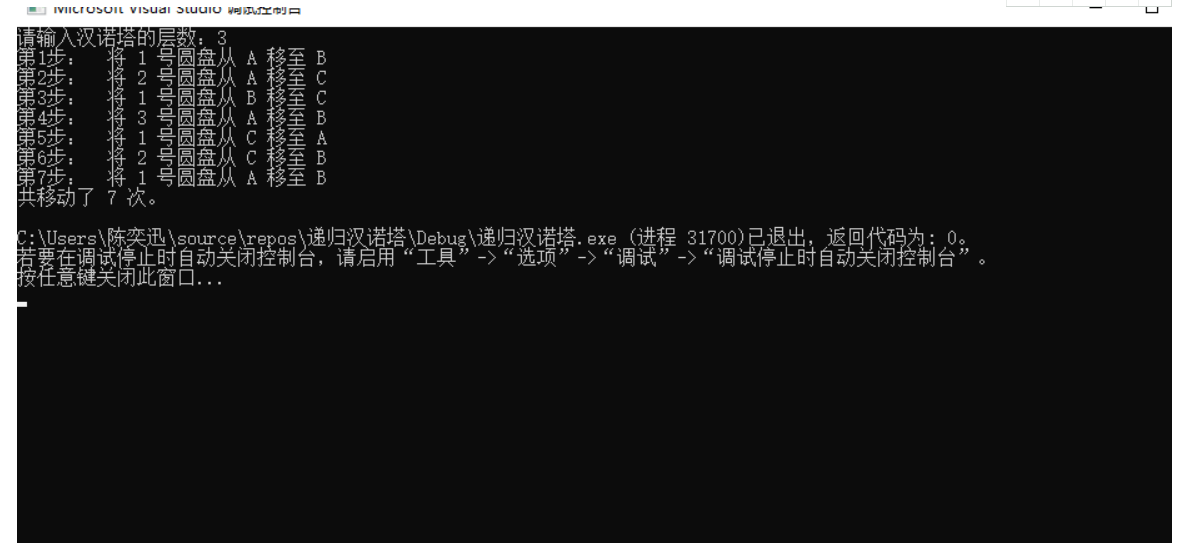 Microsoft Visual Studio 调试控制台
请输入汉诺塔的层数: 3
第1步:  将 1 号圆盘从 A 移至 B
第2步:  将 2 号圆盘从 A 移至 C
第3步:  将 1 号圆盘从 B 移至 C
第4步:  将 3 号圆盘从 A 移至 B
第5步:  将 1 号圆盘从 C 移至 A
第6步:  将 2 号圆盘从 C 移至 B
第7步:  将 1 号圆盘从 A 移至 B
共移动了 7 次。
C:\Users\陈奕迅\source\repos\递归汉诺塔\Debug\递归汉诺塔.exe (进程 31700)已退出，返回代码为: 0。
若要在调试停止时自动关闭控制台，请启用“工具”->“选项”->“调试”->“调试停止时自动关闭控制台”。
按任意键关闭此窗口...